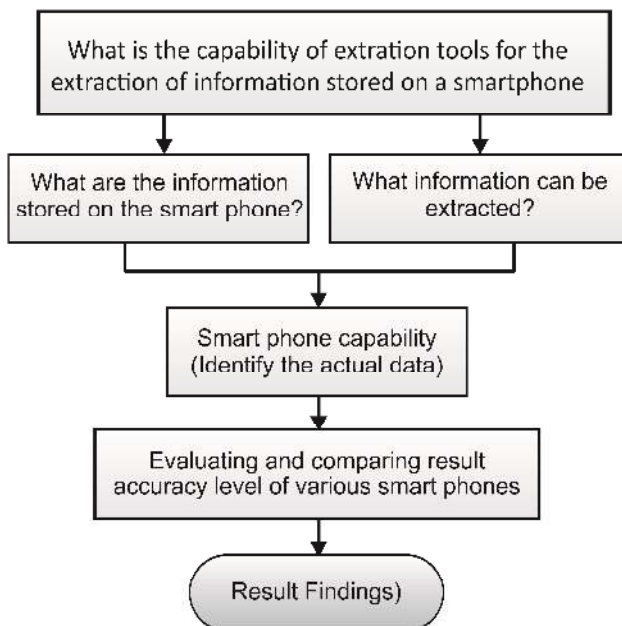 What is the capability of extration tools for the
extraction of information stored on a smartphone
What are the information
stored on the smart phone?
What information can be
extracted?
Smart phone capability
(Identify the actual data)
Evaluating and comparing result
accuracy level of various smart phones
Result Findings)